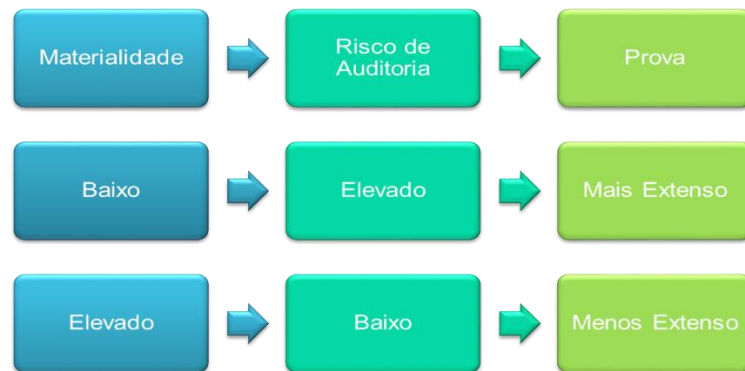 Materialidade
Risco de
Auditoria
Prova
Baixo
Elevado
Mais Extenso
Elevado
Baixo
Menos Extenso